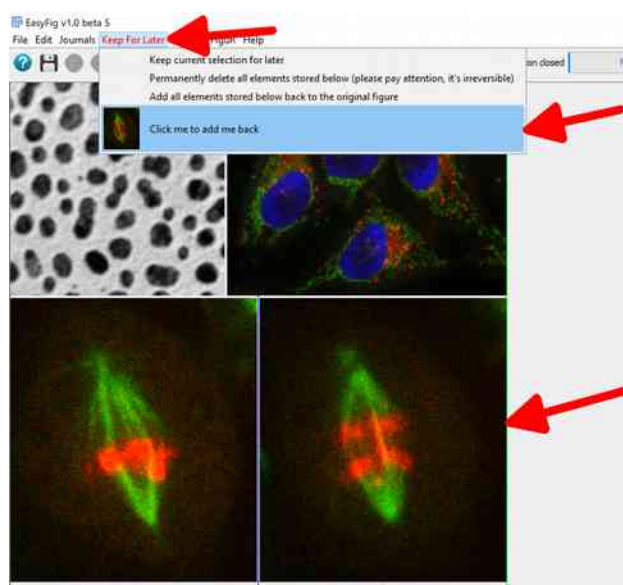 EasyFig v1.0 beta 5
File Edit Journals Keep For Later Help
Keep current selection for later
on closed
Permanently delete all elements stored below (please pay attention, it's irreversible)
Add all elements stored below back to the original figure
Click me to add me back